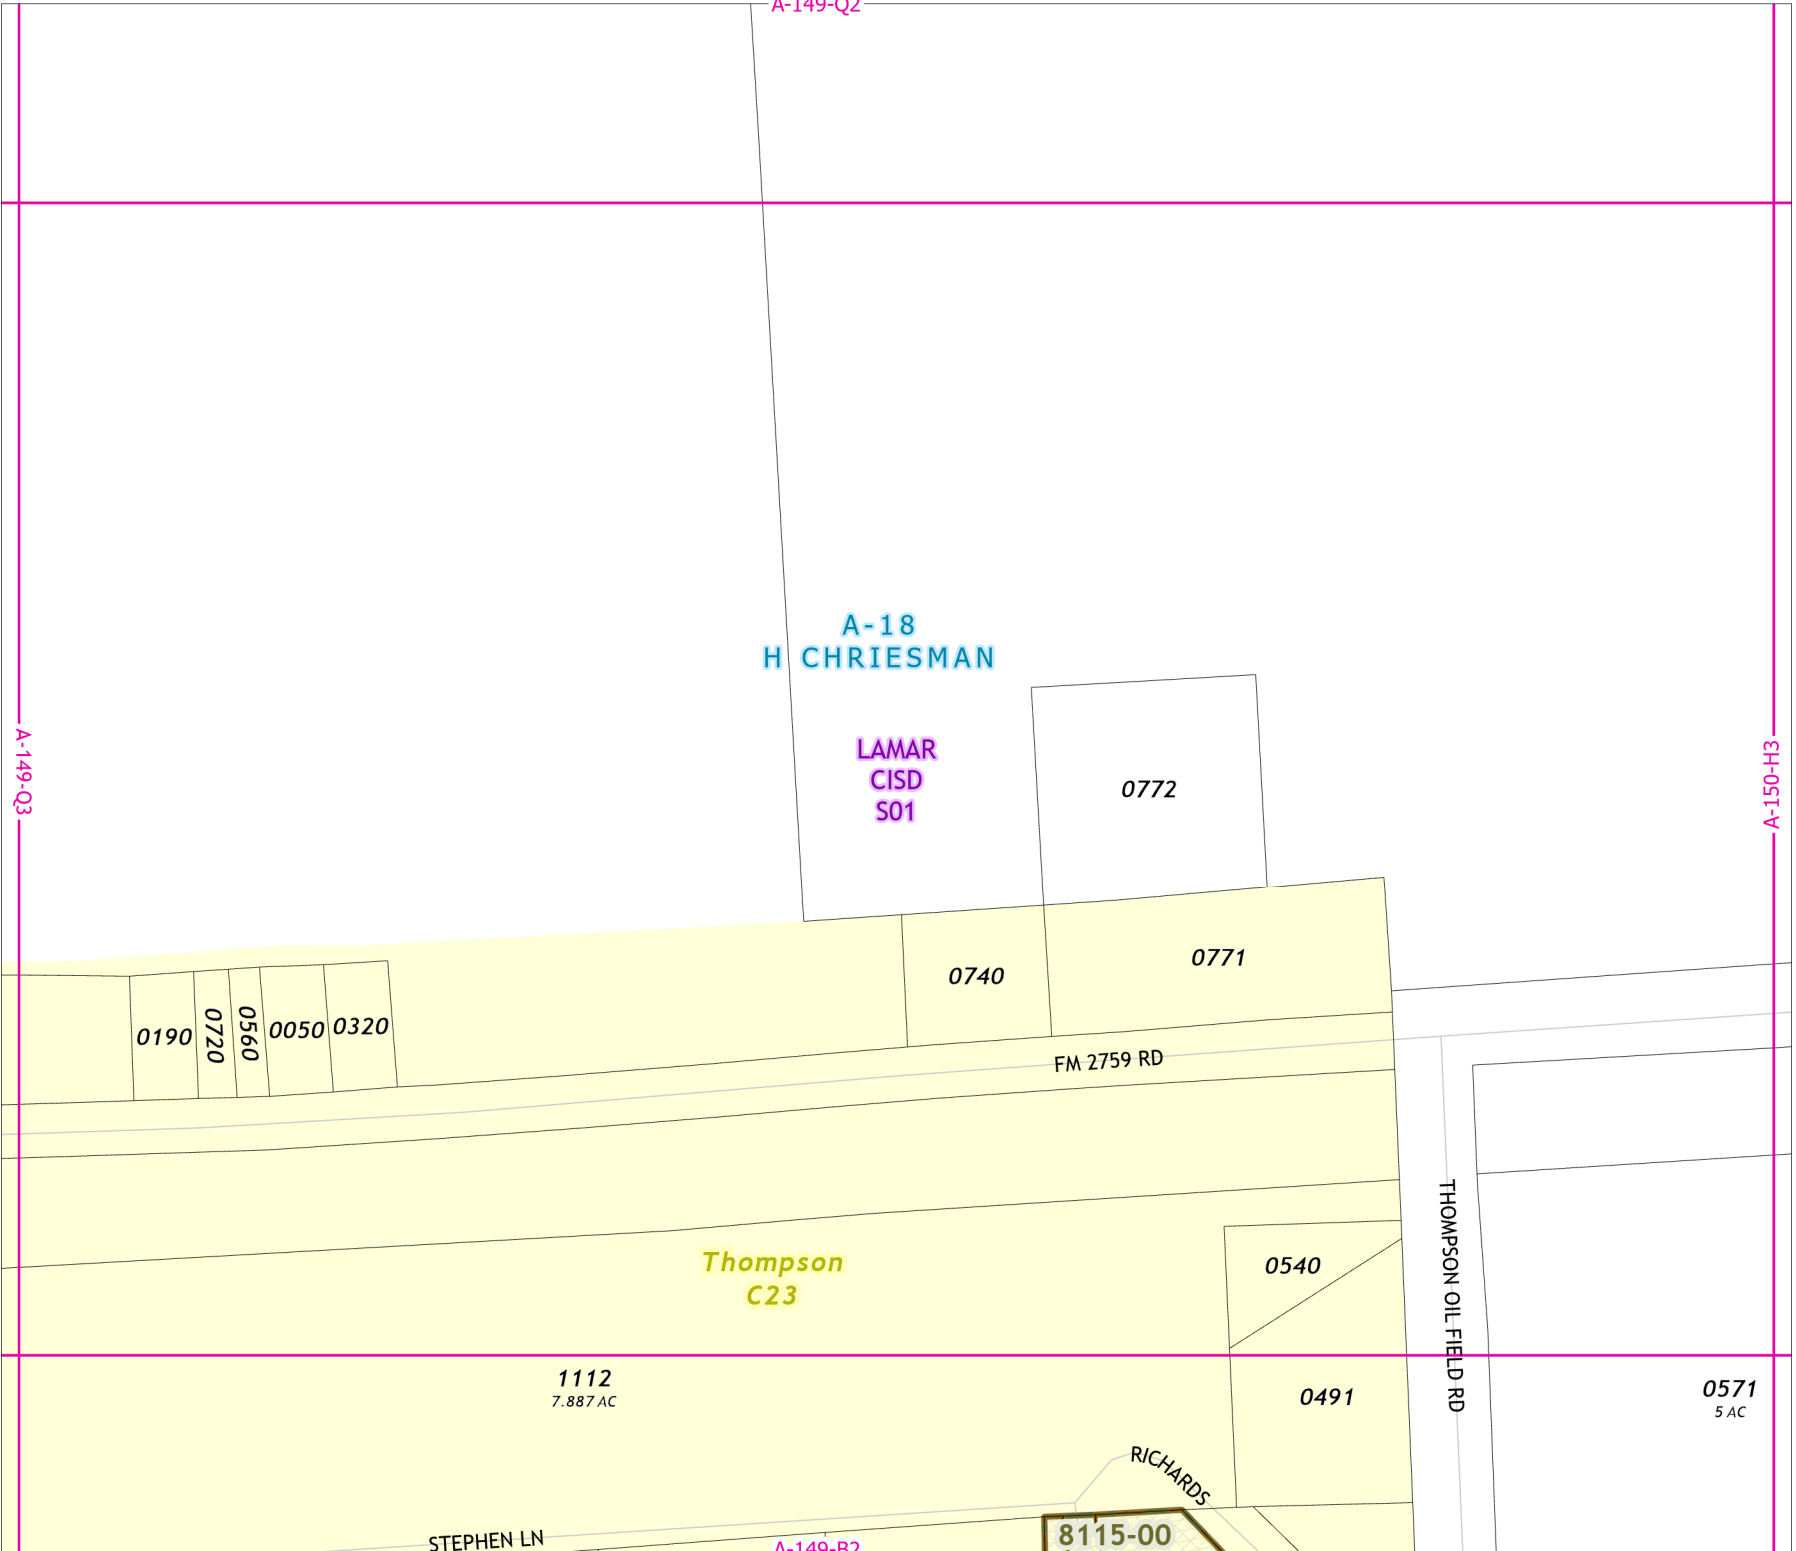 A-149-Q2
A-18
H CHRIESMAN
LAMAR
CISD
S01
A-149-Q3
A-150-H3
0772
0771
0740
0190
0720
0560
0050
0320
FM 2759 RD
THOMPSON OIL FIELD RD
Thompson
C23
0540
1112
7.887 AC
0491
0571
5 AC
RICHARDS
STEPHEN LN
8115-00
A-149-B2